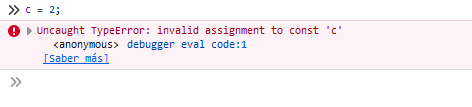 c = 2;
Uncaught TypeError: invalid assignment to const 'c'
<anonymous> debugger eval code:1
[Saber más]